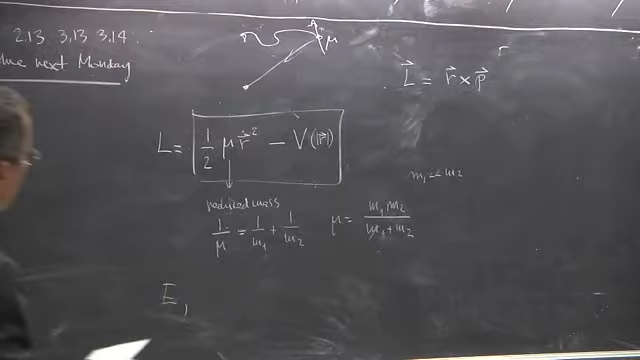 2.13 3.13 3.14
due next Monday
μ
L⃗ = r⃗ × p⃗
L = 1/2 μ ṙ⃗² − V(|r⃗|)
m₁<<m₂
reduced mass
1/μ = 1/m₁ + 1/m₂
μ = m₁m₂/(m₁+m₂)
E,